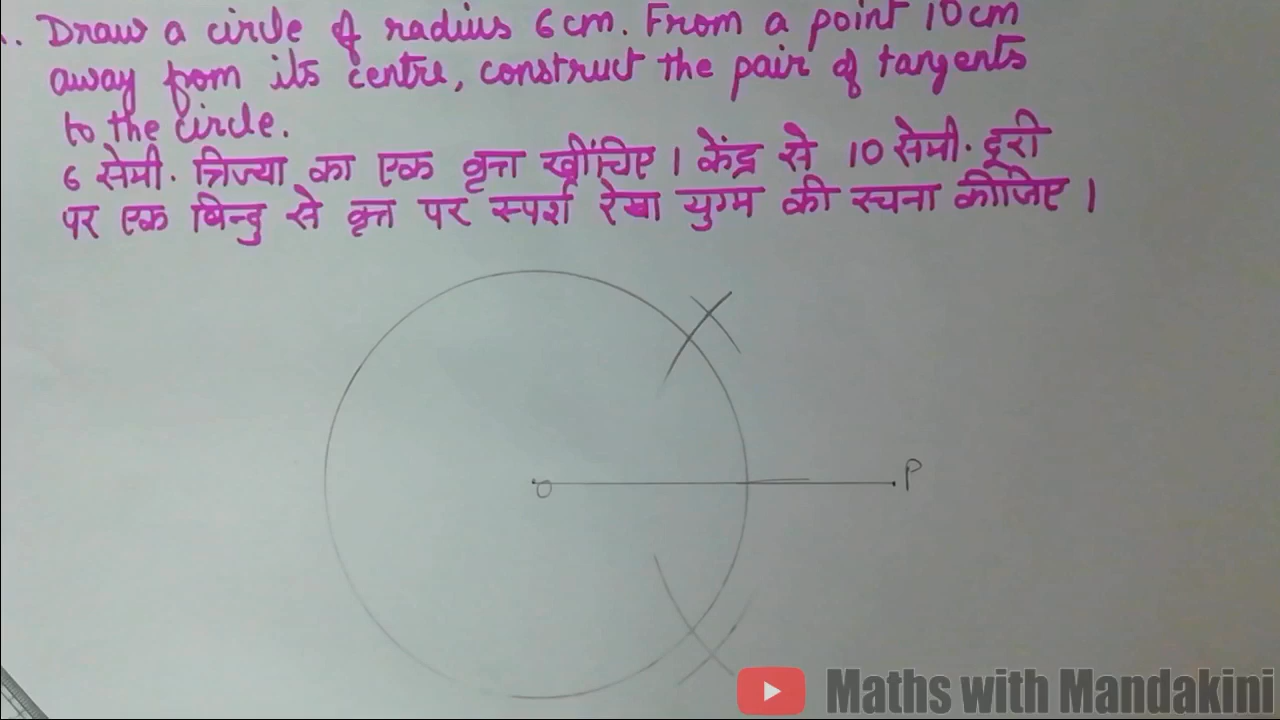 Draw a circle of radius 6 cm. From a point 10 cm
away from its centre, construct the pair of tangents
to the circle.
6 सेमी. त्रिज्या का एक वृत्त खींचिए । केंद्र से 10 सेमी. दूरी
पर एक बिन्दु से वृत्त पर स्पर्श रेखा युग्म की रचना कीजिए ।
O
P
Maths with Mandakini